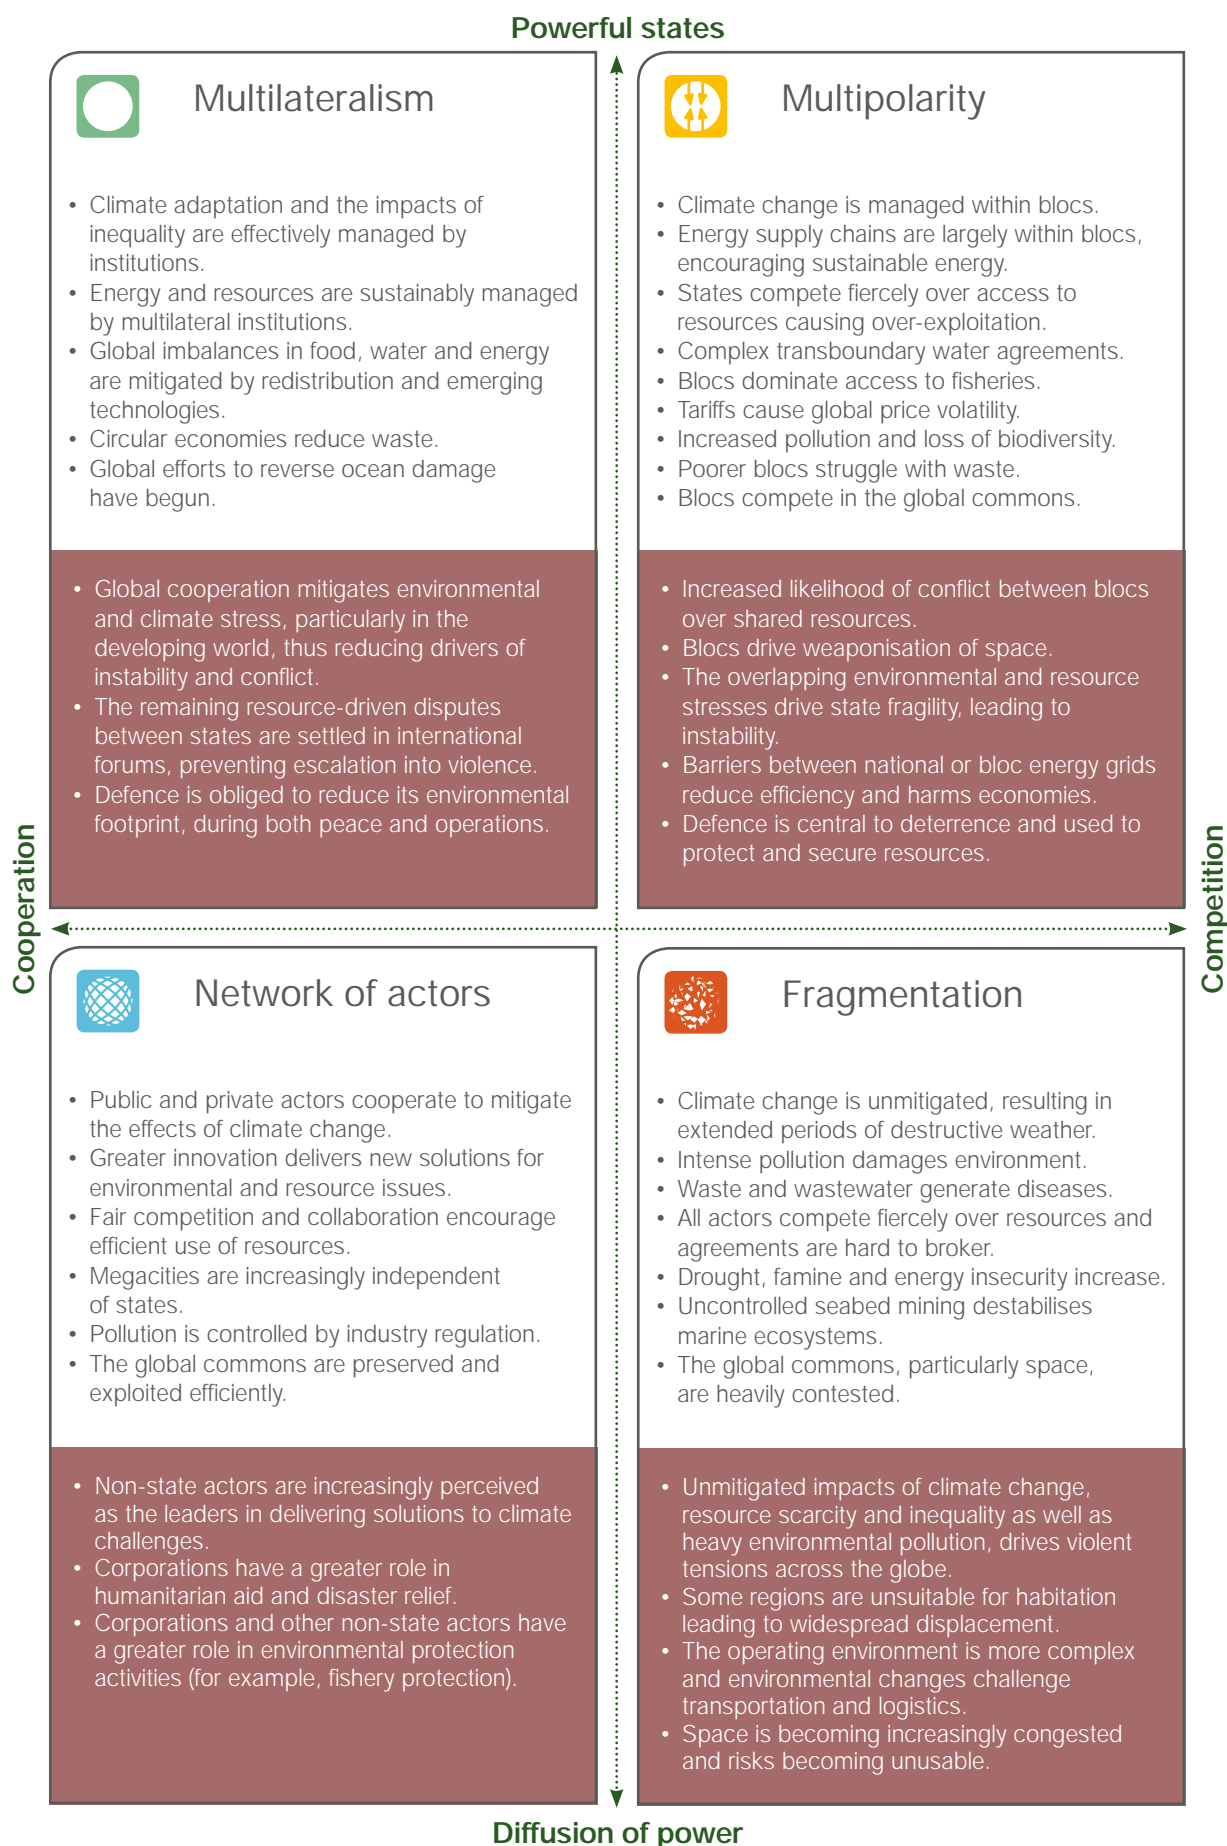 Powerful states
Multilateralism
• Climate adaptation and the impacts of
inequality are effectively managed by
institutions.
• Energy and resources are sustainably managed
by multilateral institutions.
• Global imbalances in food, water and energy
are mitigated by redistribution and emerging
technologies.
• Circular economies reduce waste.
• Global efforts to reverse ocean damage
have begun.
• Global cooperation mitigates environmental
and climate stress, particularly in the
developing world, thus reducing drivers of
instability and conflict.
• The remaining resource-driven disputes
between states are settled in international
forums, preventing escalation into violence.
• Defence is obliged to reduce its environmental
footprint, during both peace and operations.
Multipolarity
• Climate change is managed within blocs.
• Energy supply chains are largely within blocs,
encouraging sustainable energy.
• States compete fiercely over access to
resources causing over-exploitation.
• Complex transboundary water agreements.
• Blocs dominate access to fisheries.
• Tariffs cause global price volatility.
• Increased pollution and loss of biodiversity.
• Poorer blocs struggle with waste.
• Blocs compete in the global commons.
• Increased likelihood of conflict between blocs
over shared resources.
• Blocs drive weaponisation of space.
• The overlapping environmental and resource
stresses drive state fragility, leading to
instability.
• Barriers between national or bloc energy grids
reduce efficiency and harms economies.
• Defence is central to deterrence and used to
protect and secure resources.
Cooperation
Competition
Network of actors
• Public and private actors cooperate to mitigate
the effects of climate change.
• Greater innovation delivers new solutions for
environmental and resource issues.
• Fair competition and collaboration encourage
efficient use of resources.
• Megacities are increasingly independent
of states.
• Pollution is controlled by industry regulation.
• The global commons are preserved and
exploited efficiently.
• Non-state actors are increasingly perceived
as the leaders in delivering solutions to climate
challenges.
• Corporations have a greater role in
humanitarian aid and disaster relief.
• Corporations and other non-state actors have
a greater role in environmental protection
activities (for example, fishery protection).
Fragmentation
• Climate change is unmitigated, resulting in
extended periods of destructive weather.
• Intense pollution damages environment.
• Waste and wastewater generate diseases.
• All actors compete fiercely over resources and
agreements are hard to broker.
• Drought, famine and energy insecurity increase.
• Uncontrolled seabed mining destabilises
marine ecosystems.
• The global commons, particularly space,
are heavily contested.
• Unmitigated impacts of climate change,
resource scarcity and inequality as well as
heavy environmental pollution, drives violent
tensions across the globe.
• Some regions are unsuitable for habitation
leading to widespread displacement.
• The operating environment is more complex
and environmental changes challenge
transportation and logistics.
• Space is becoming increasingly congested
and risks becoming unusable.
Diffusion of power